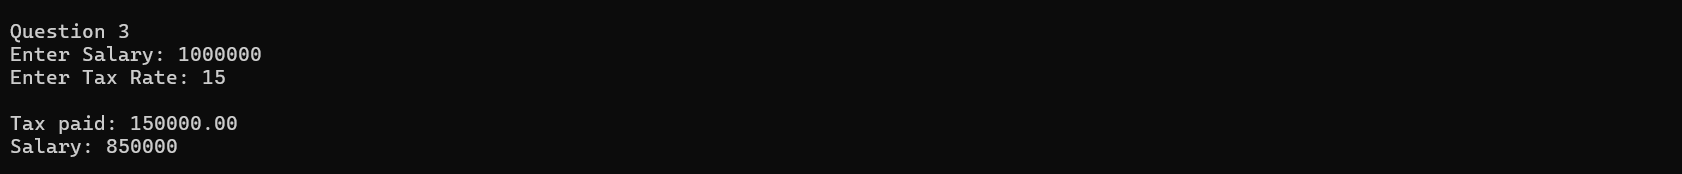 Question 3
Enter Salary: 1000000
Enter Tax Rate: 15
Tax paid: 150000.00
Salary: 850000